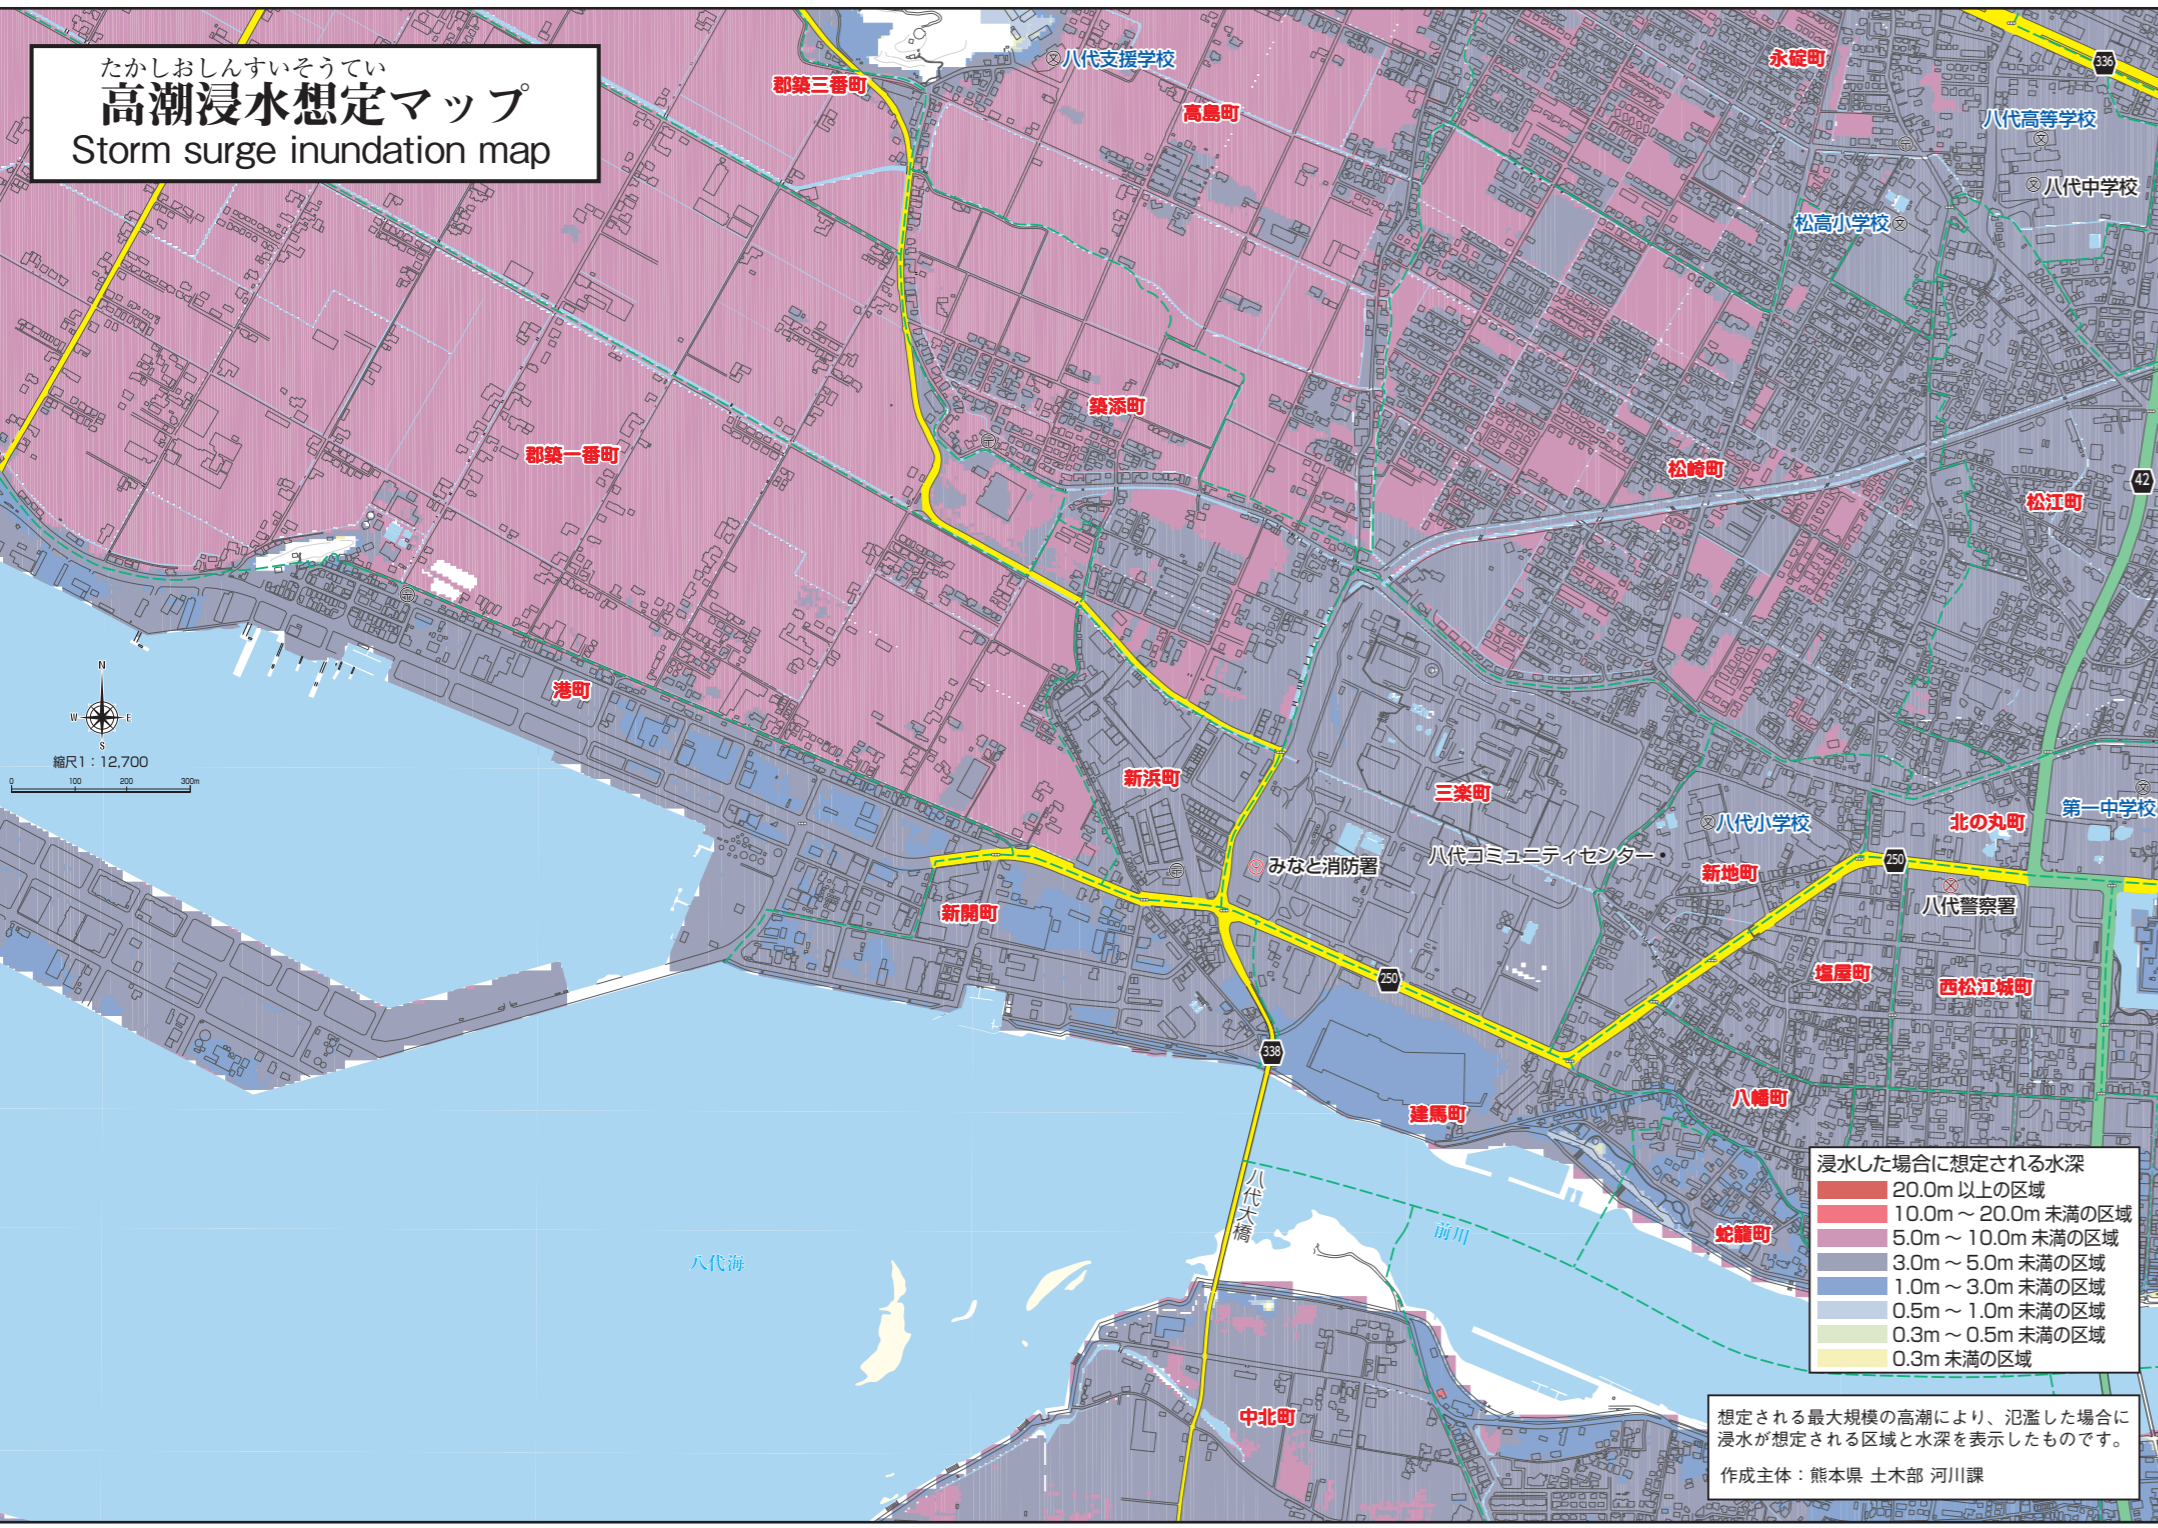 たかしおしんすいそうてい
高潮浸水想定マップ
Storm surge inundation map
八代支援学校
郡築三番町
高島町
永碇町
336
八代高等学校
八代中学校
松高小学校
築添町
郡築一番町
松崎町
42
松江町
N
W
E
S
縮尺1：12,700
0 100 200 300m
港町
新浜町
三楽町
八代小学校
北の丸町
第一中学校
みなと消防署
八代コミュニティセンター
新地町
250
八代警察署
新開町
250
塩屋町
西松江城町
338
建馬町
八幡町
八代大橋
前川
蛇籠町
八代海
中北町
浸水した場合に想定される水深
20.0m 以上の区域
10.0m ～ 20.0m 未満の区域
5.0m ～ 10.0m 未満の区域
3.0m ～ 5.0m 未満の区域
1.0m ～ 3.0m 未満の区域
0.5m ～ 1.0m 未満の区域
0.3m ～ 0.5m 未満の区域
0.3m 未満の区域
想定される最大規模の高潮により、氾濫した場合に
浸水が想定される区域と水深を表示したものです。
作成主体：熊本県 土木部 河川課